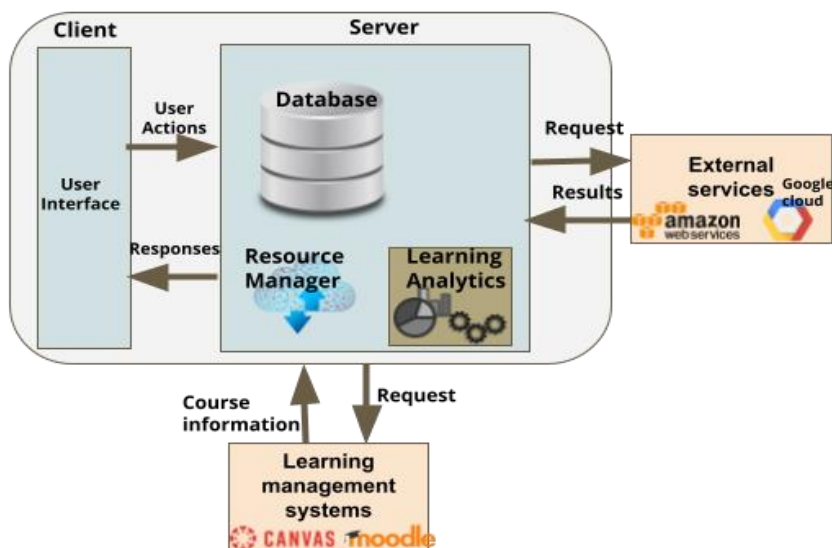 Client
Server
User
Actions
Database
User
Interface
Responses
Resource
Manager
Learning
Analytics
Request
Results
External
services
Google
cloud
amazon
webservices
Course
information
Request
Learning
management
systems
CANVAS
moodle